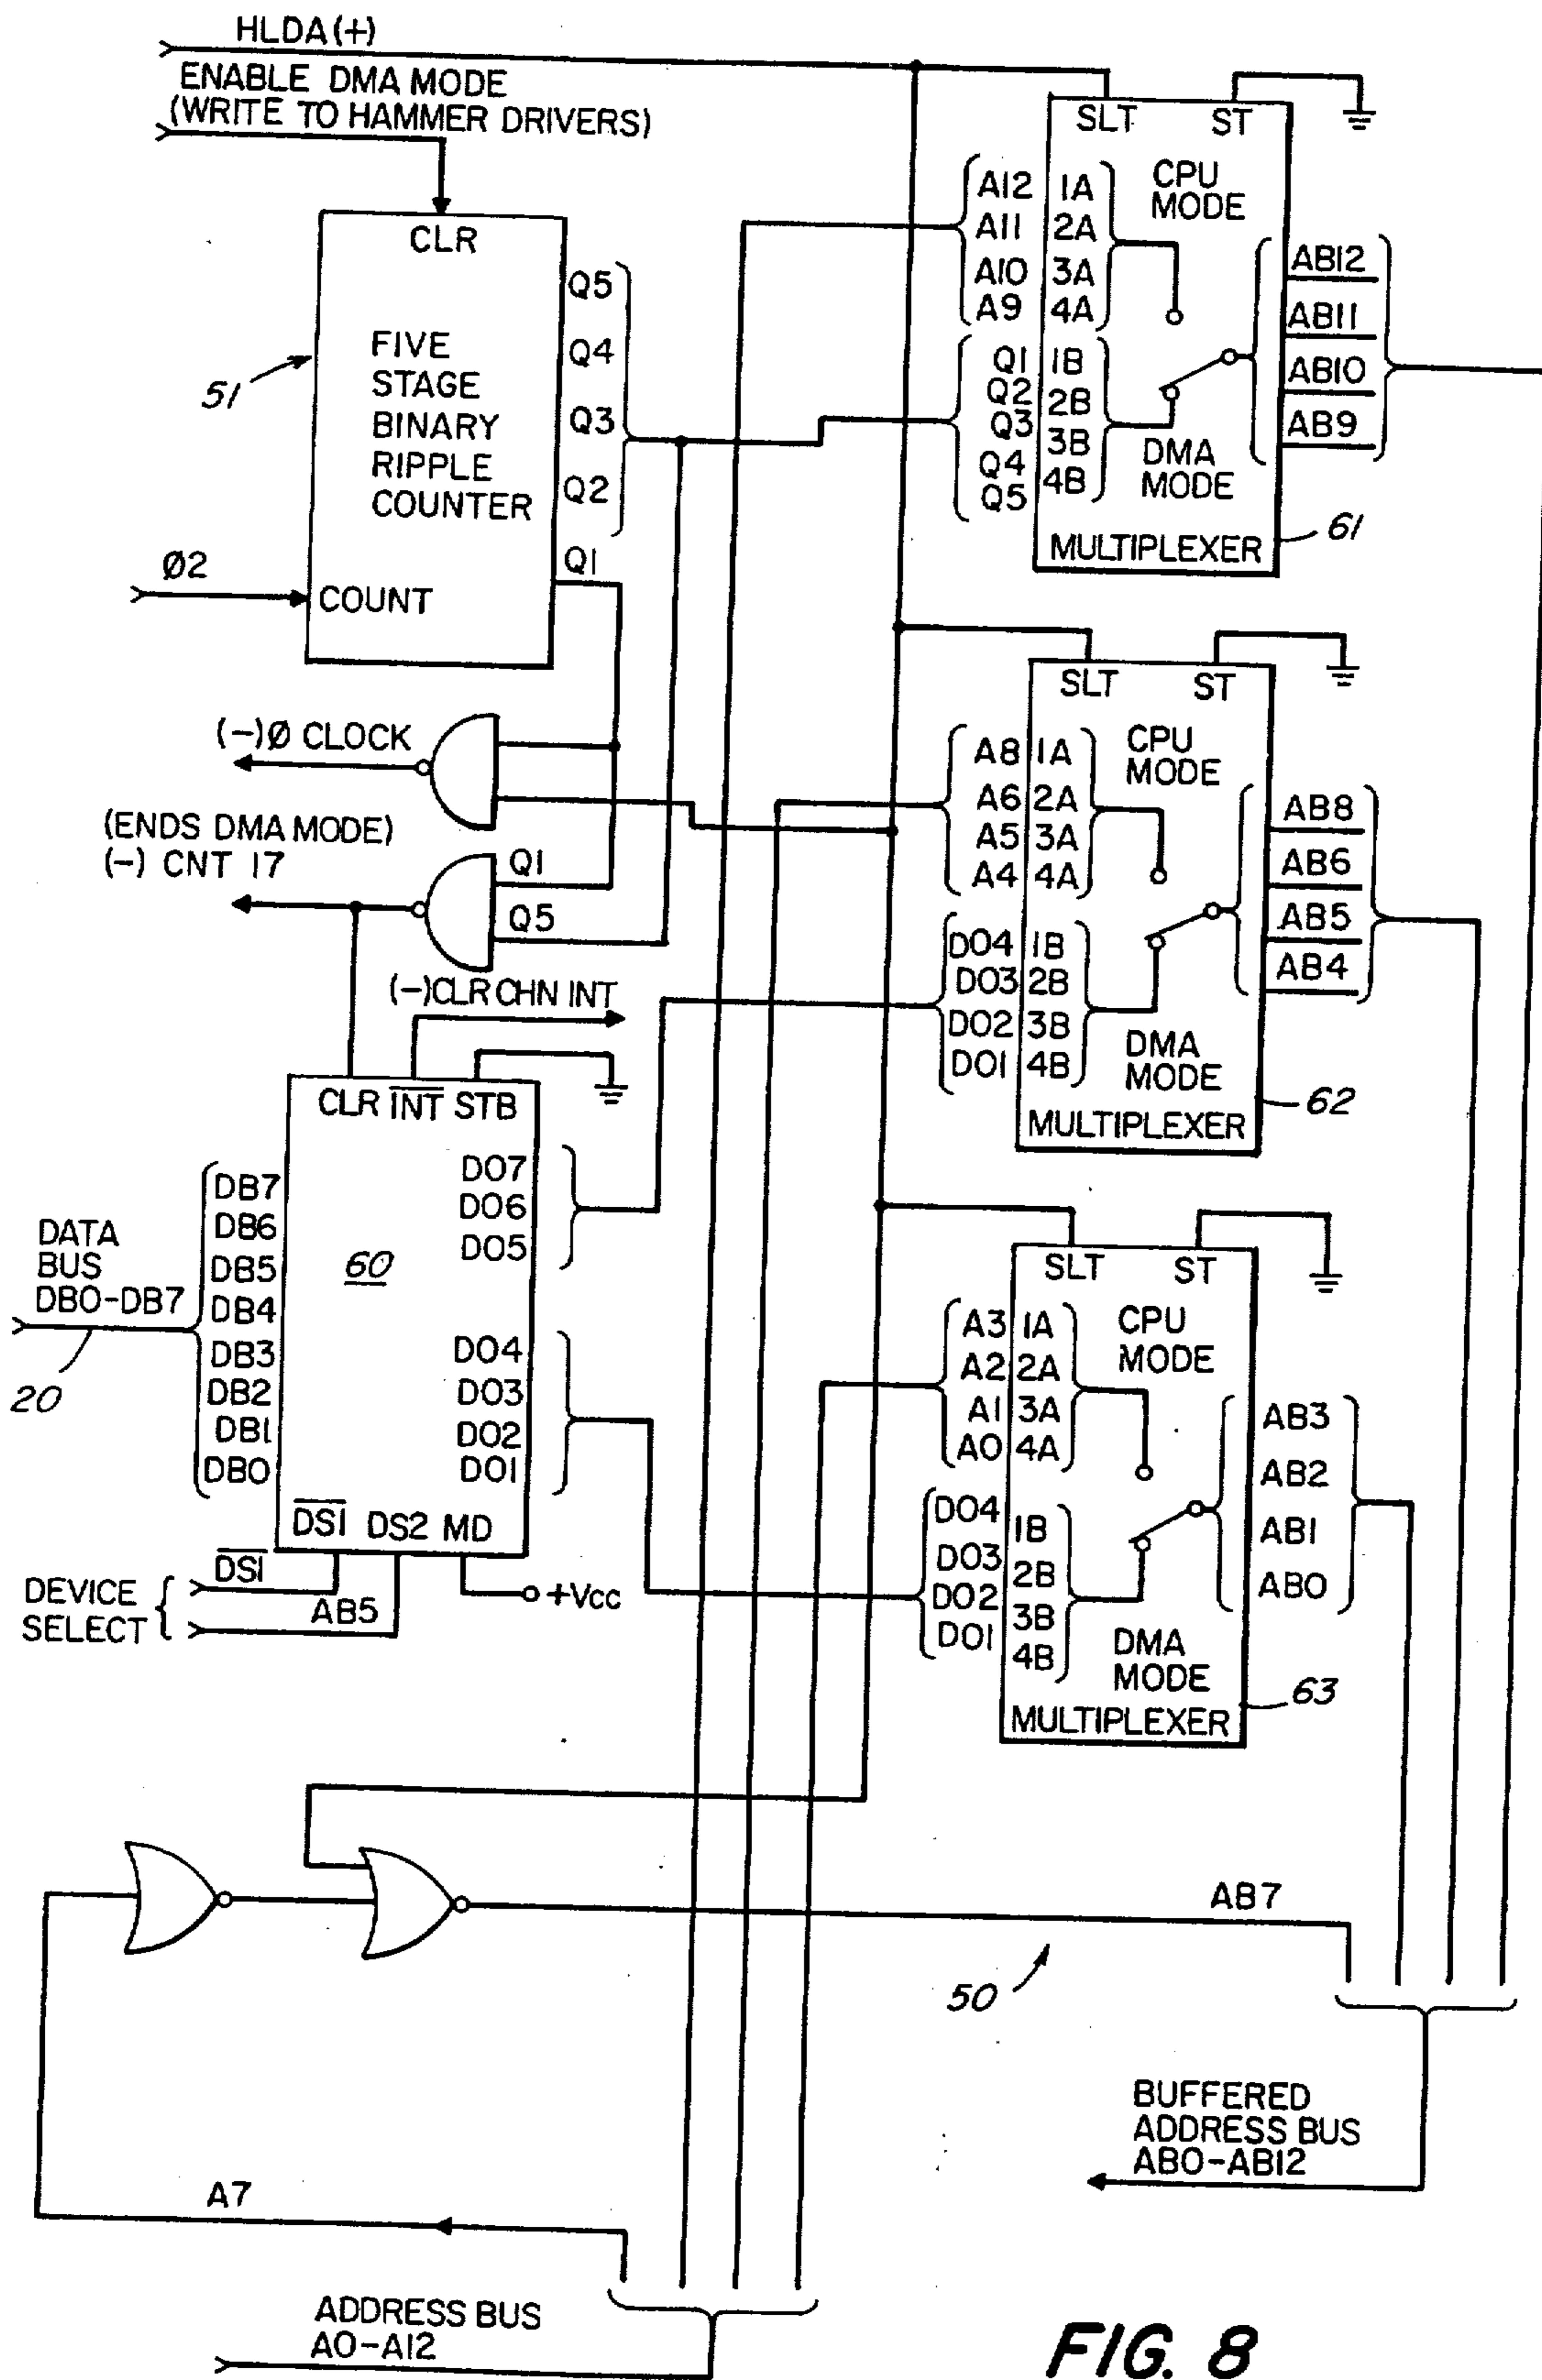 HLDA (+)
ENABLE DMA MODE
(WRITE TO HAMMER DRIVERS)
CLR
FIVE
STAGE
BINARY
RIPPLE
COUNTER
Q5
Q4
Q3
Q2
Q1
51
Ø2
COUNT
SLT ST
A12 1A
A11 2A
A10 3A
A9 4A
CPU
MODE
Q1 1B
Q2 2B
Q3 3B
Q4 4B
Q5
DMA
MODE
MULTIPLEXER
61
AB12
AB11
AB10
AB9
(-)Ø CLOCK
(ENDS DMA MODE)
(-) CNT 17
Q1
Q5
(-)CLR CHN INT
SLT ST
A8 1A
A6 2A
A5 3A
A4 4A
CPU
MODE
DO4 1B
DO3 2B
DO2 3B
DO1 4B
DMA
MODE
MULTIPLEXER
62
AB8
AB6
AB5
AB4
CLR INT STB
DATA
BUS
DB0-DB7
20
DB7
DB6
DB5
DB4
DB3
DB2
DB1
DB0
60
DO7
DO6
DO5
DO4
DO3
DO2
DO1
DS1 DS2 MD
DEVICE
SELECT
DS1
AB5
+Vcc
SLT ST
A3 1A
A2 2A
A1 3A
A0 4A
CPU
MODE
DO4 1B
DO3 2B
DO2 3B
DO1 4B
DMA
MODE
MULTIPLEXER
63
AB3
AB2
AB1
AB0
AB7
50
BUFFERED
ADDRESS BUS
AB0-AB12
A7
ADDRESS BUS
A0-A12
FIG. 8